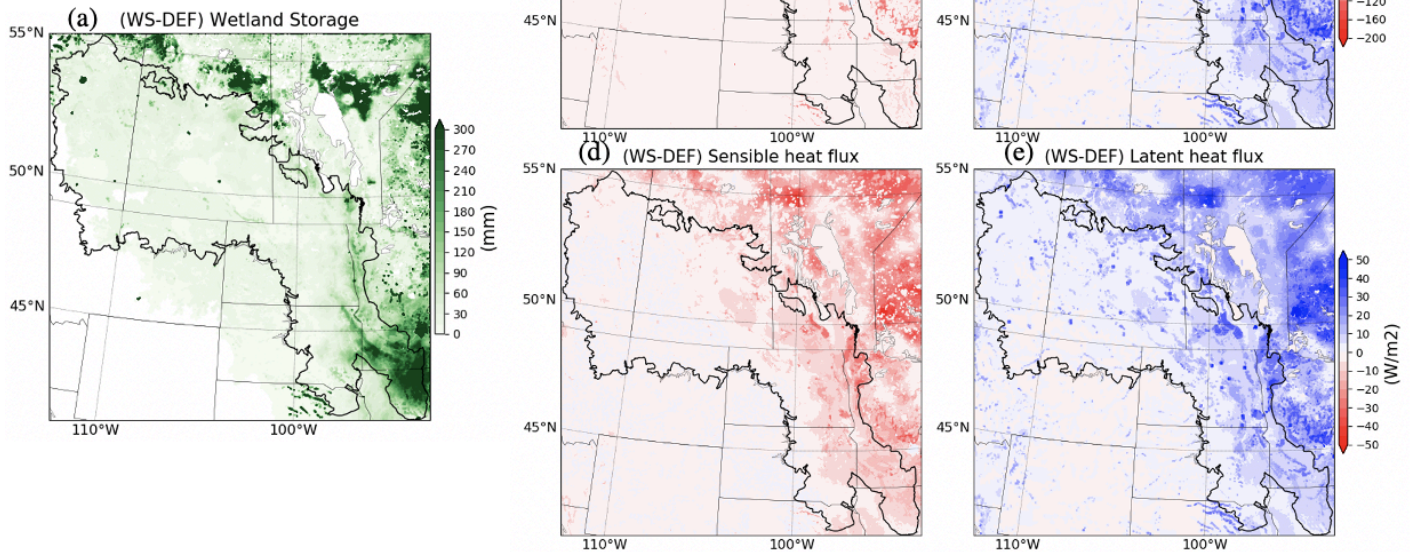 (a) (WS-DEF) Wetland Storage
55°N
50°N
45°N
110°W 100°W
300
270
240
210
180
150
120
90
60
30
0
(mm)
45°N
110°W 100°W
45°N
110°W 100°W
−120
−160
−200
(d) (WS-DEF) Sensible heat flux
55°N
50°N
45°N
110°W 100°W
(e) (WS-DEF) Latent heat flux
55°N
50°N
45°N
110°W 100°W
50
40
30
20
10
0
−10
−20
−30
−40
−50
(W/m2)